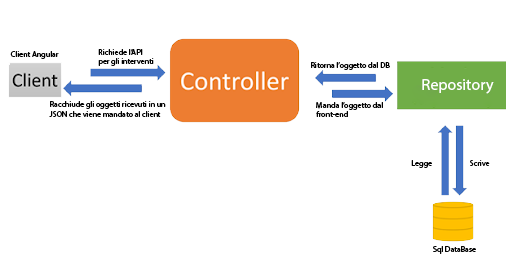 Client Angular
Client
Richiede l'API
per gli interventi
Racchiude gli oggetti ricevuti in un
JSON che viene mandato al client
Controller
Ritorna l'oggetto dal DB
Manda l'oggetto dal
front-end
Repository
Legge
Scrive
Sql DataBase